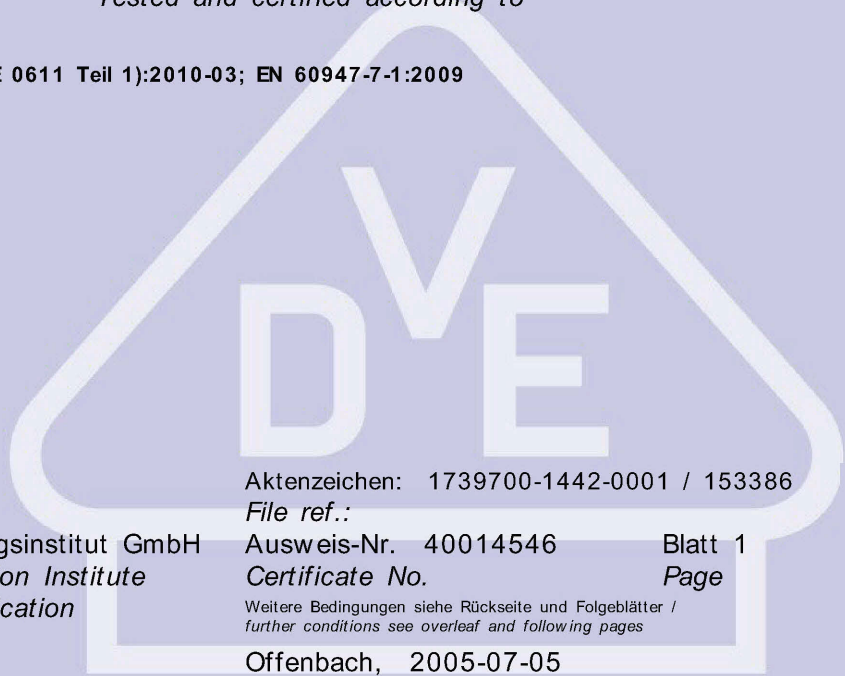 Tested and certified according to
E 0611 Teil 1):2010-03; EN 60947-7-1:2009
DVE
Aktenzeichen: 1739700-1442-0001 / 153386
File ref.:
gsinstitut GmbH Ausweis-Nr. 40014546 Blatt 1
on Institute Certificate No. Page
cation Weitere Bedingungen siehe Rückseite und Folgeblätter /
further conditions see overleaf and following pages
Offenbach, 2005-07-05